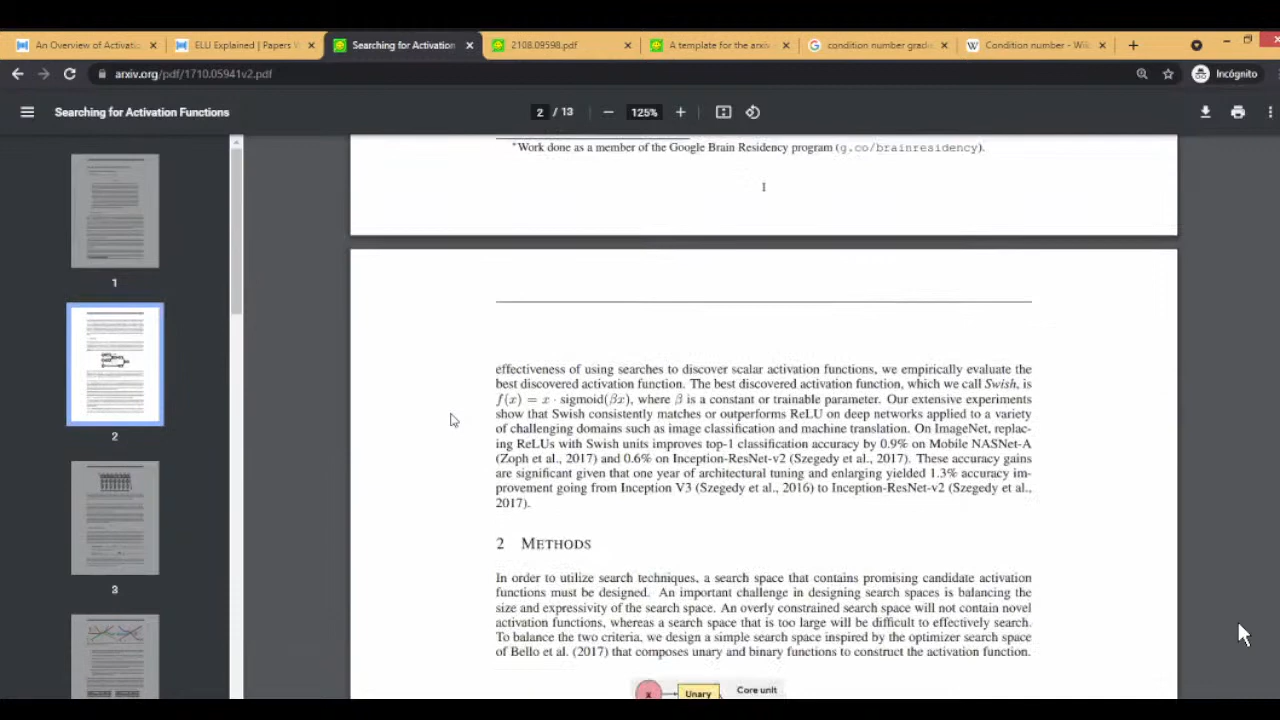 An Overview of Activatio
ELU Explained | Papers W
Searching for Activation
2108.09598.pdf
A template for the arxiv
condition number gradi
Condition number - Wik
arxiv.org/pdf/1710.05941v2.pdf
Incógnito
Searching for Activation Functions
2 / 13
125%
*Work done as a member of the Google Brain Residency program (g.co/brainresidency).
1
effectiveness of using searches to discover scalar activation functions, we empirically evaluate the
best discovered activation function. The best discovered activation function, which we call Swish, is
f(x) = x · sigmoid(βx), where β is a constant or trainable parameter. Our extensive experiments
show that Swish consistently matches or outperforms ReLU on deep networks applied to a variety
of challenging domains such as image classification and machine translation. On ImageNet, replac-
ing ReLUs with Swish units improves top-1 classification accuracy by 0.9% on Mobile NASNet-A
(Zoph et al., 2017) and 0.6% on Inception-ResNet-v2 (Szegedy et al., 2017). These accuracy gains
are significant given that one year of architectural tuning and enlarging yielded 1.3% accuracy im-
provement going from Inception V3 (Szegedy et al., 2016) to Inception-ResNet-v2 (Szegedy et al.,
2017).
2 METHODS
In order to utilize search techniques, a search space that contains promising candidate activation
functions must be designed. An important challenge in designing search spaces is balancing the
size and expressivity of the search space. An overly constrained search space will not contain novel
activation functions, whereas a search space that is too large will be difficult to effectively search.
To balance the two criteria, we design a simple search space inspired by the optimizer search space
of Bello et al. (2017) that composes unary and binary functions to construct the activation function.
x Unary Core unit
1
2
3